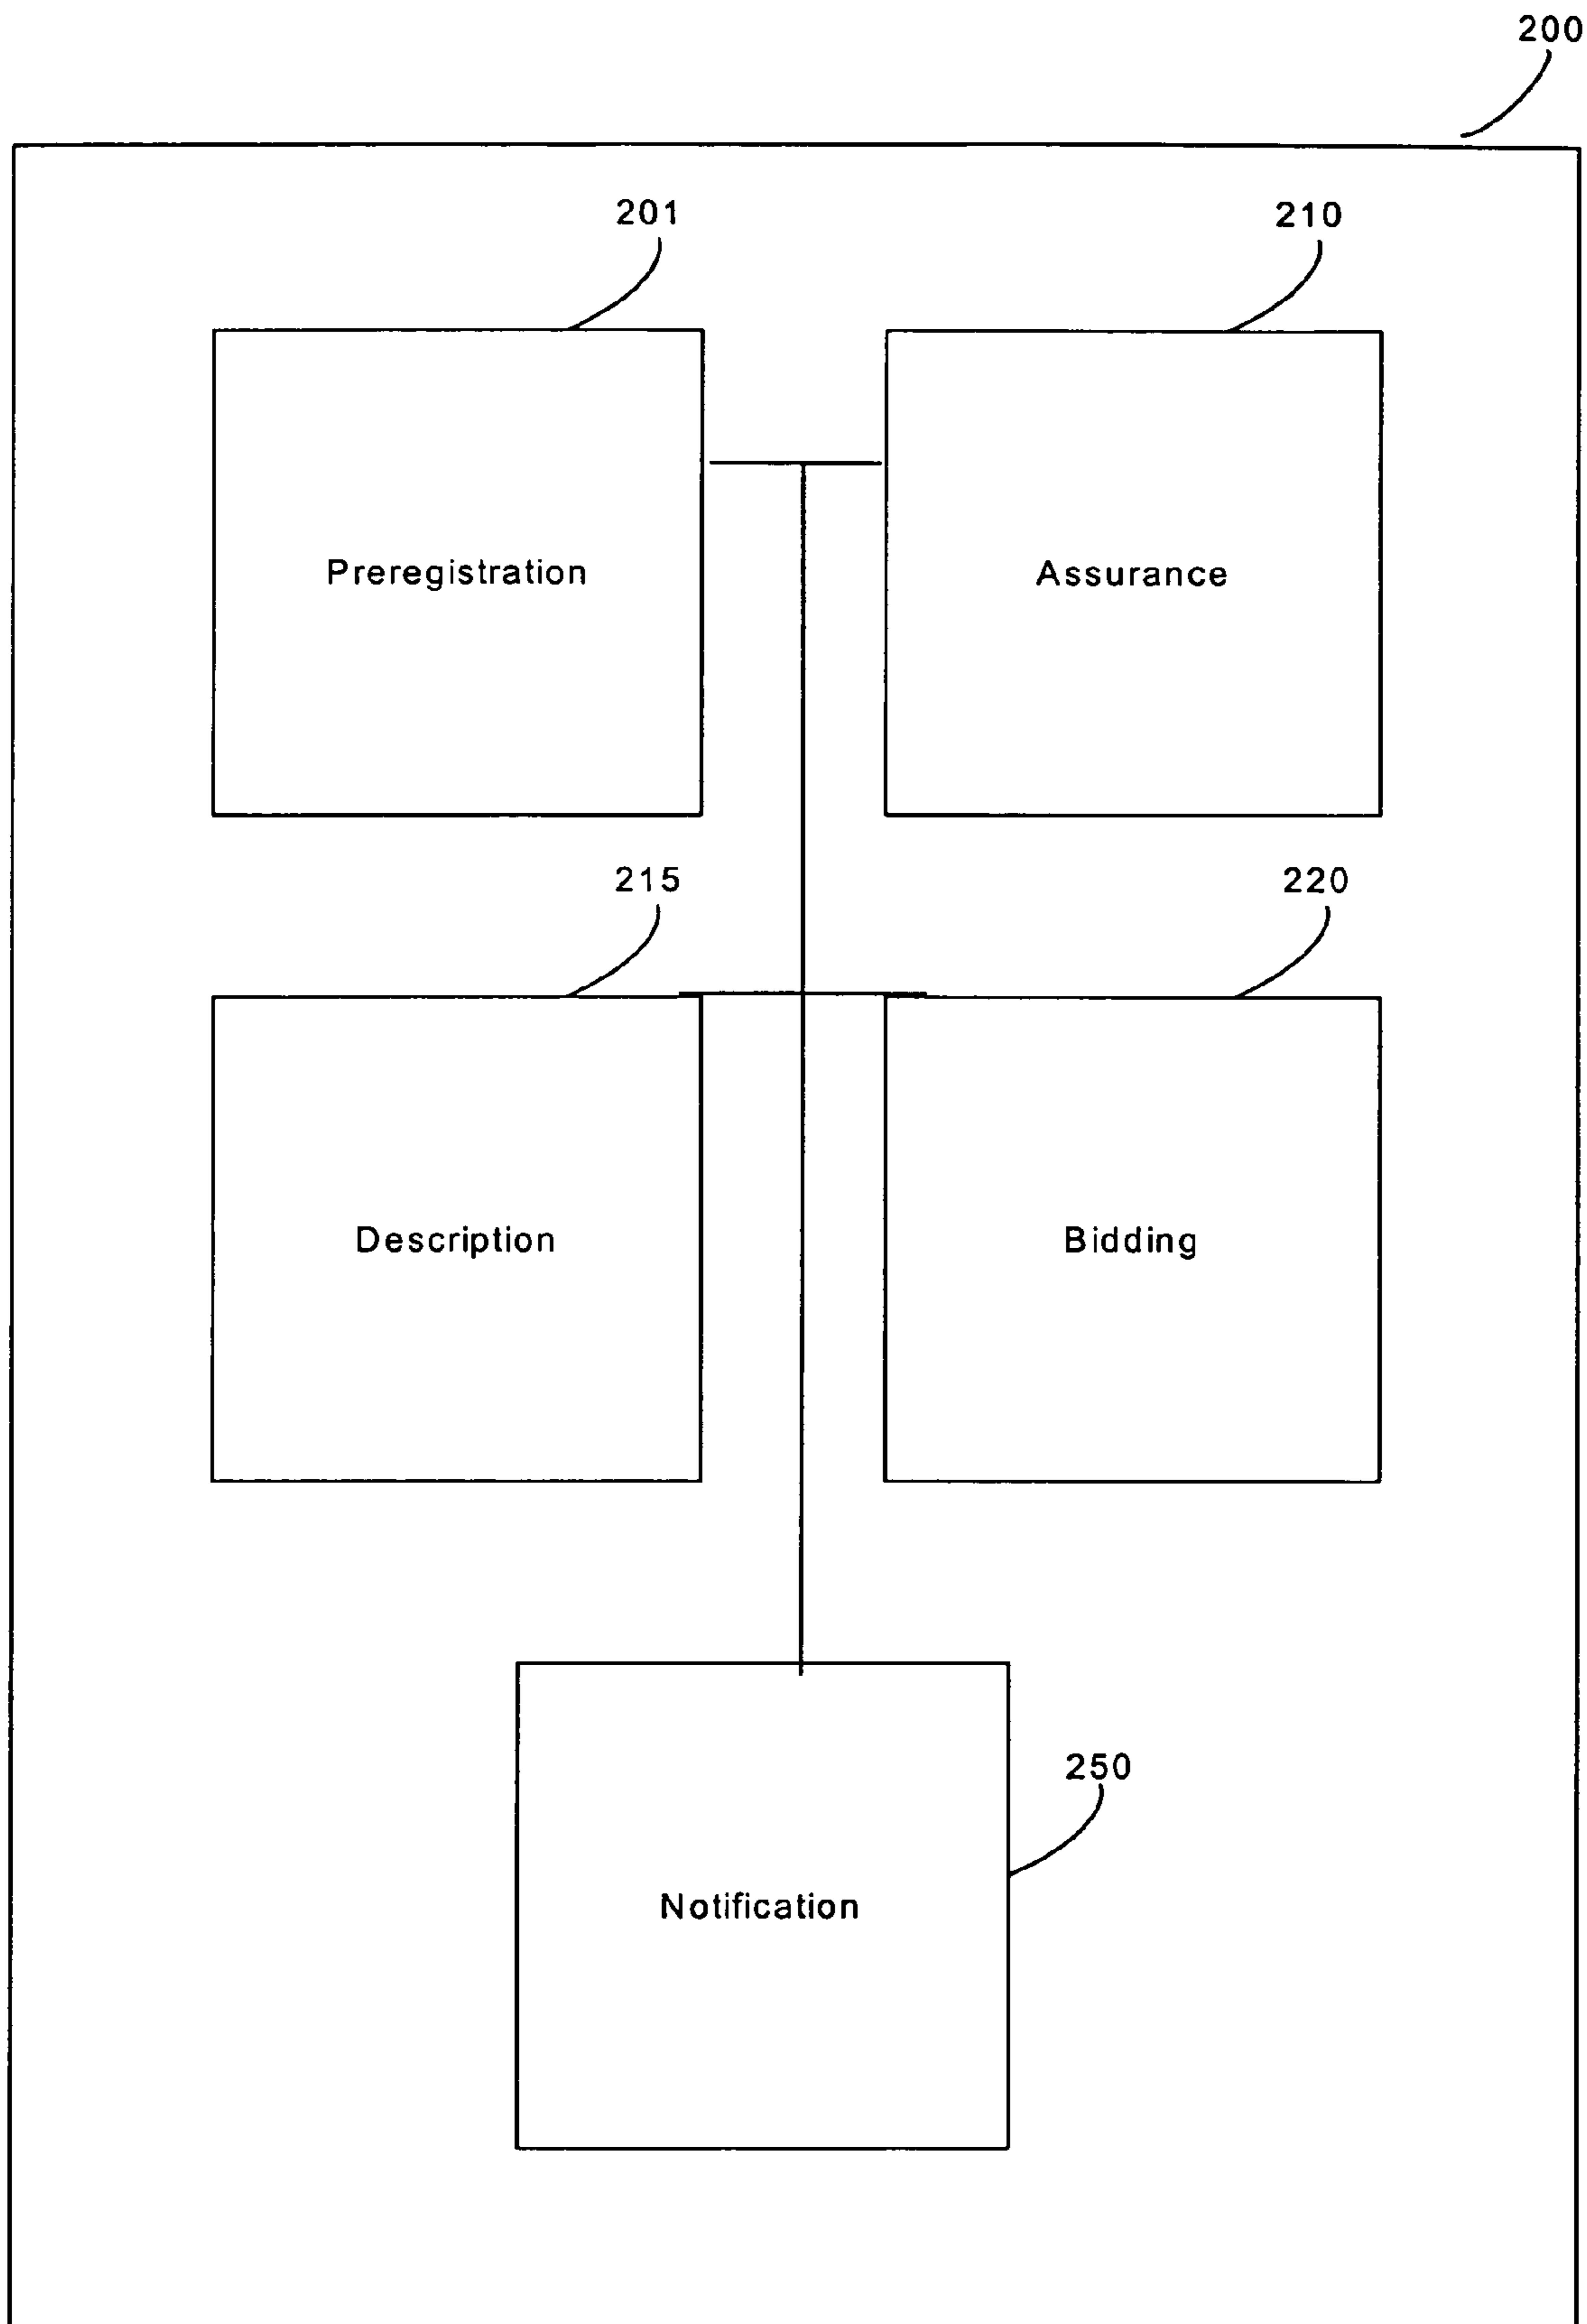 200
201
210
Preregistration
Assurance
215
220
Description
Bidding
250
Notification